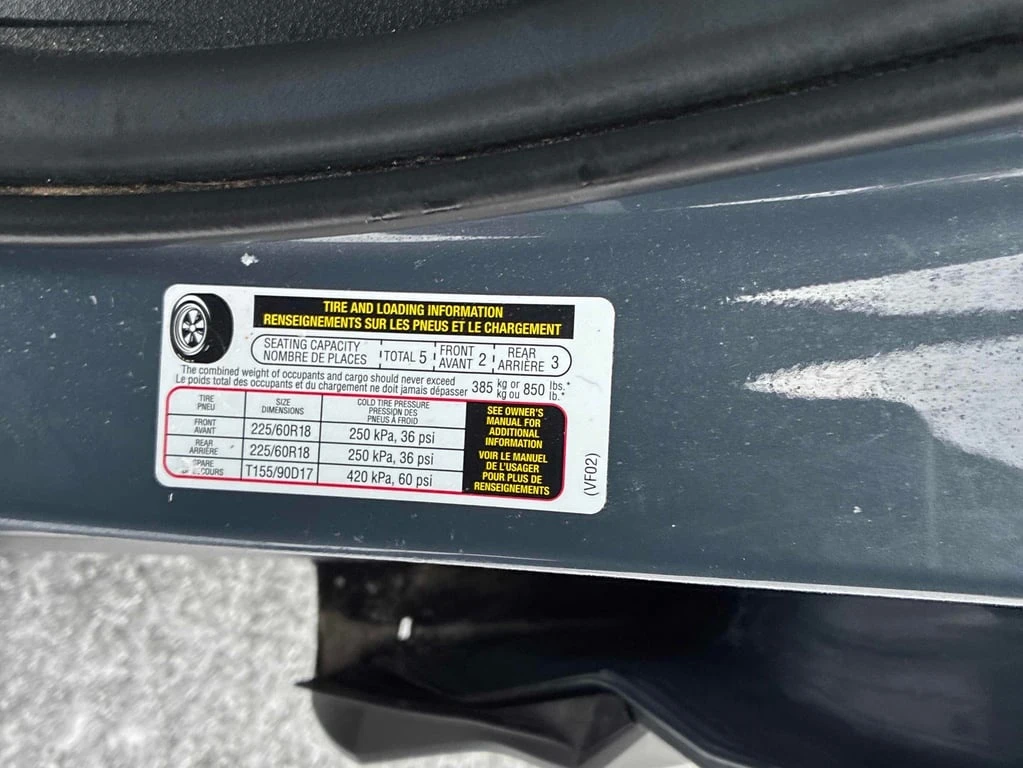 TIRE AND LOADING INFORMATION
RENSEIGNEMENTS SUR LES PNEUS ET LE CHARGEMENT
SEATING CAPACITY
NOMBRE DE PLACES
TOTAL 5
FRONT
AVANT 2
REAR
ARRIÈRE 3
The combined weight of occupants and cargo should never exceed
Le poids total des occupants et du chargement ne doit jamais dépasser
385 kg or 850 lbs.*
kg ou lb.*
TIRE
PNEU
SIZE
DIMENSIONS
COLD TIRE PRESSURE
PRESSION DES
PNEUS À FROID
FRONT
AVANT
225/60R18
250 kPa, 36 psi
REAR
ARRIÈRE
225/60R18
250 kPa, 36 psi
SPARE
T155/90D17
420 kPa, 60 psi
SEE OWNER'S
MANUAL FOR
ADDITIONAL
INFORMATION
VOIR LE MANUEL
DE L'USAGER
POUR PLUS DE
RENSEIGNEMENTS
(VF02)